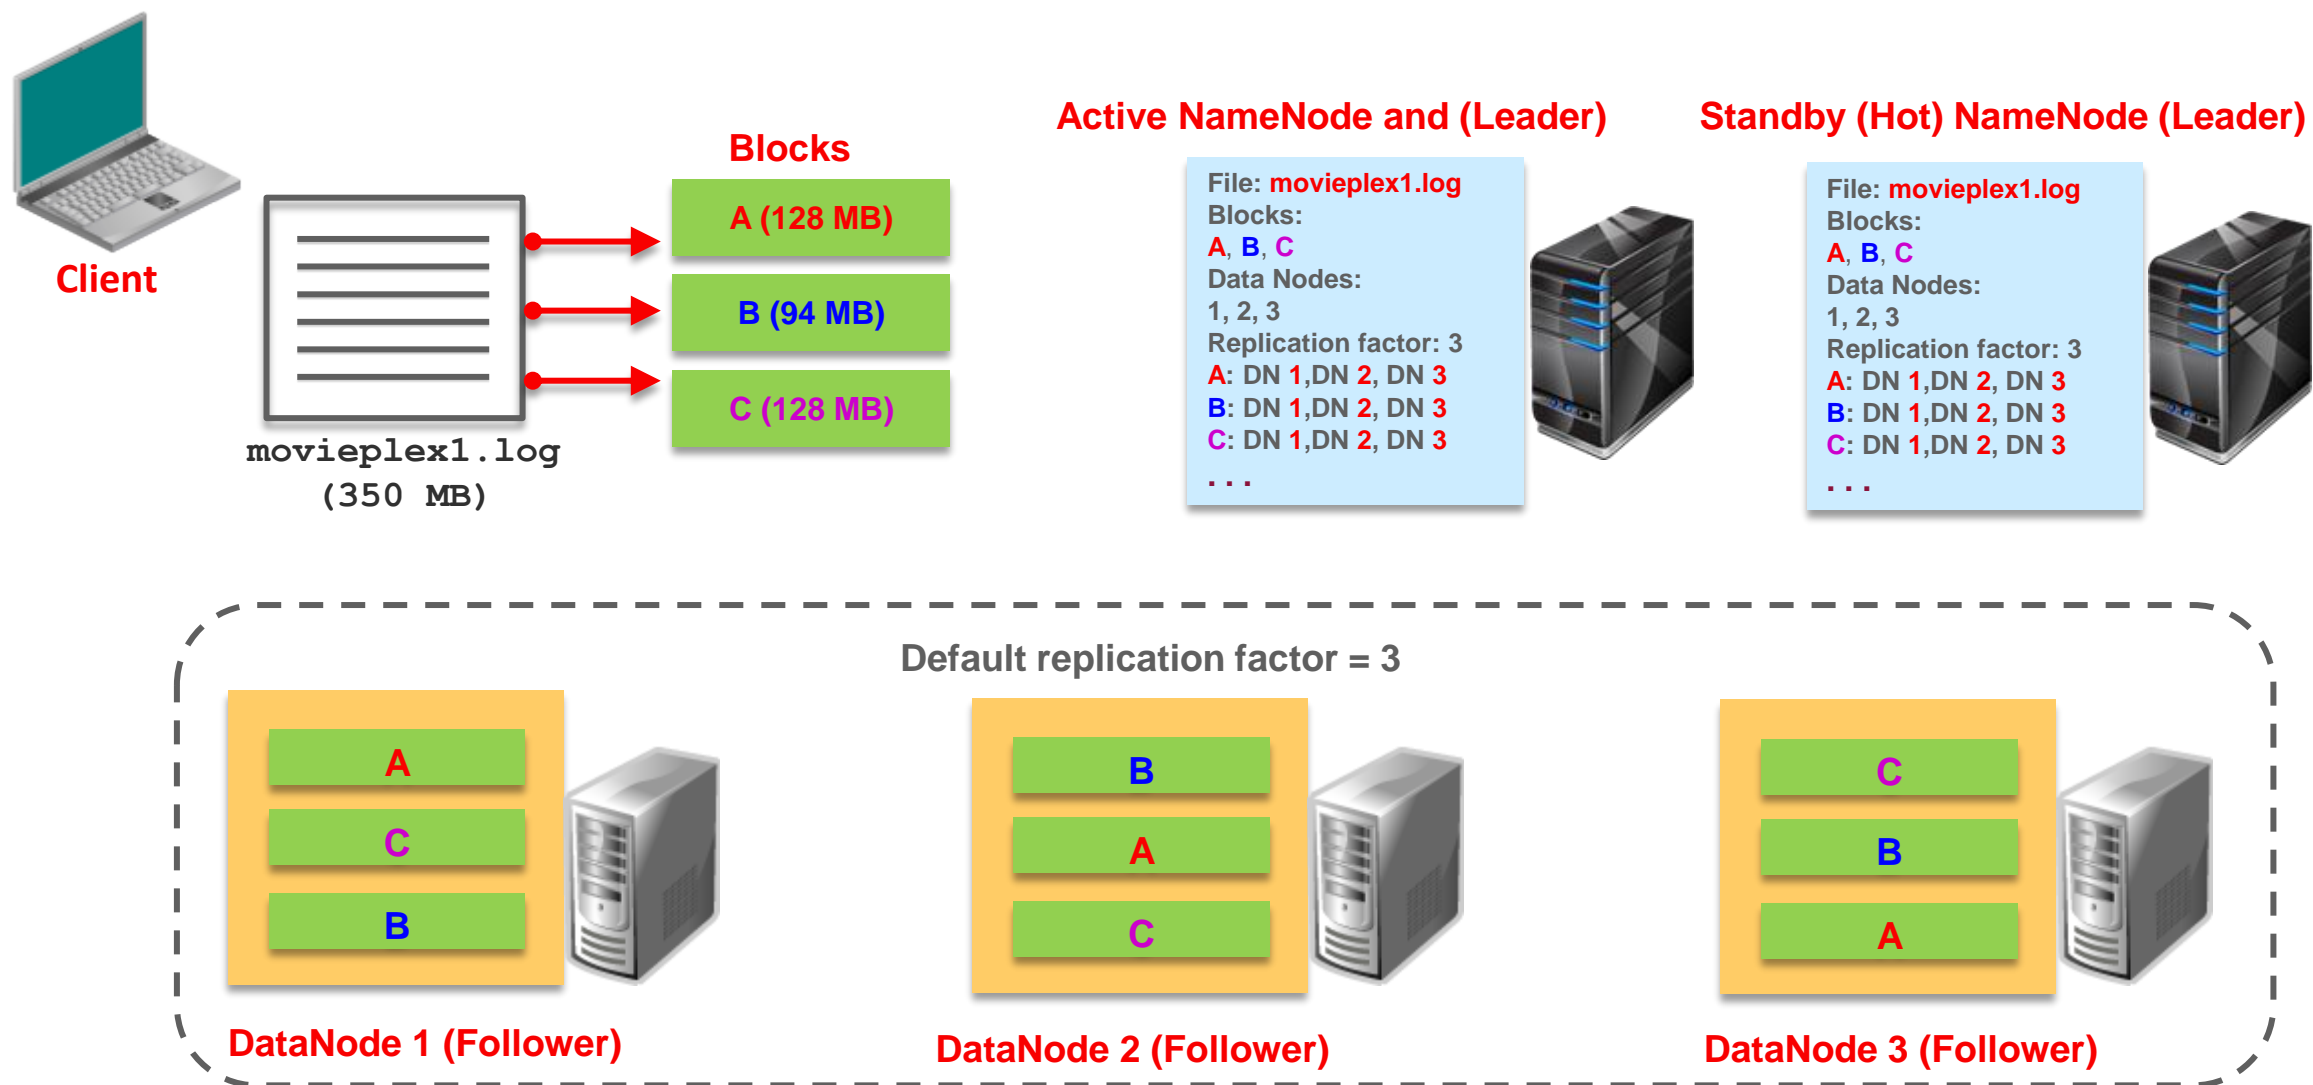 Client
movieplex1.log
(350 MB)
Blocks
A (128 MB)
B (94 MB)
C (128 MB)
Active NameNode and (Leader)
File: movieplex1.log
Blocks:
A, B, C
Data Nodes:
1, 2, 3
Replication factor: 3
A: DN 1,DN 2, DN 3
B: DN 1,DN 2, DN 3
C: DN 1,DN 2, DN 3
. . .
Standby (Hot) NameNode (Leader)
File: movieplex1.log
Blocks:
A, B, C
Data Nodes:
1, 2, 3
Replication factor: 3
A: DN 1,DN 2, DN 3
B: DN 1,DN 2, DN 3
C: DN 1,DN 2, DN 3
. . .
Default replication factor = 3
A
C
B
DataNode 1 (Follower)
B
A
C
DataNode 2 (Follower)
C
B
A
DataNode 3 (Follower)